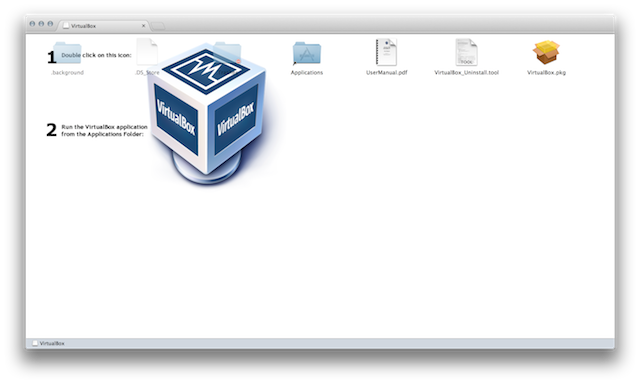 VirtualBox
1 Double click on this icon:
.background
.DS_Store
Applications
UserManual.pdf
VirtualBox_Uninstall.tool
TOOL
VirtualBox.pkg
VirtualBox
VirtualBox
2 Run the VirtualBox application
from the Applications Folder:
VirtualBox